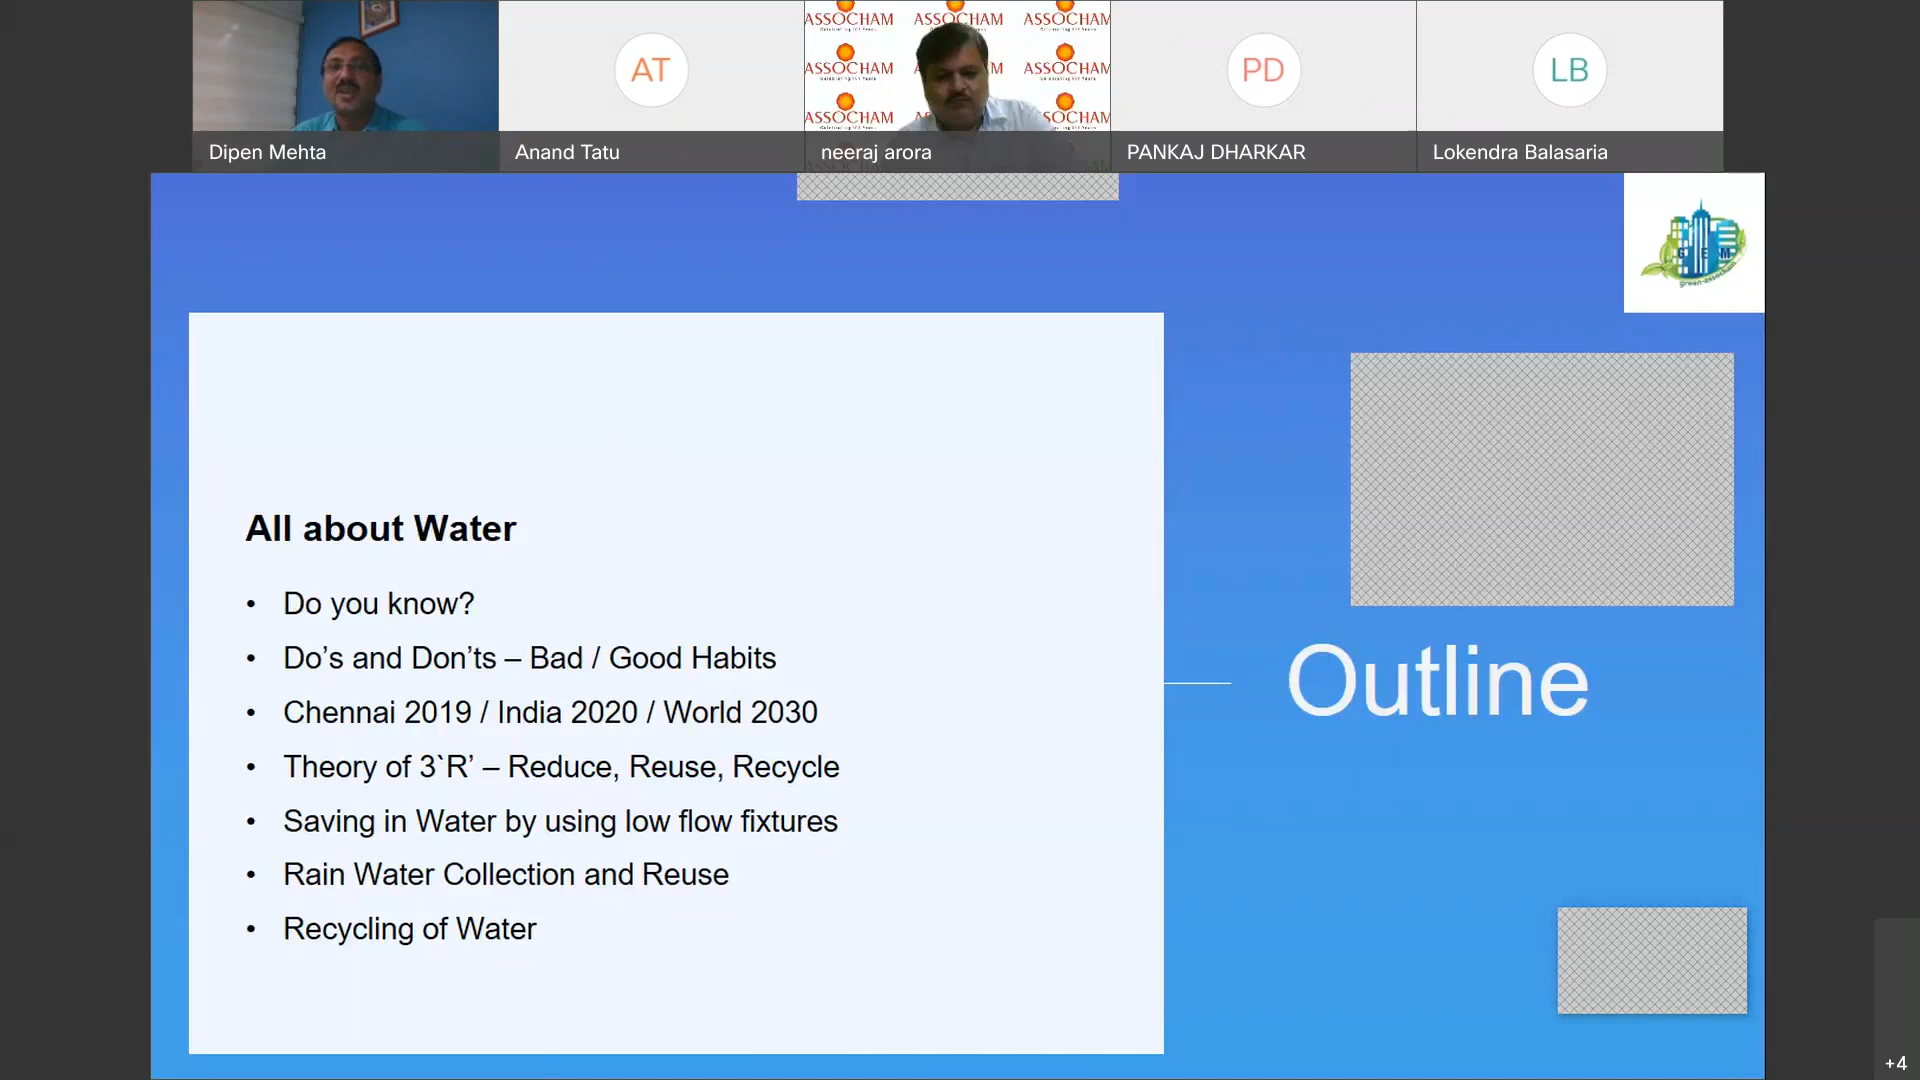 ASSOCHAM ASSOCHAM ASSOCHAM
ASSOCHAM ASSOCHAM
ASSOCHAM
AT
PD
LB
Dipen Mehta
Anand Tatu
neeraj arora
PANKAJ DHARKAR
Lokendra Balasaria
G E M
green-assocham
All about Water
• Do you know?
• Do’s and Don’ts – Bad / Good Habits
• Chennai 2019 / India 2020 / World 2030
• Theory of 3`R’ – Reduce, Reuse, Recycle
• Saving in Water by using low flow fixtures
• Rain Water Collection and Reuse
• Recycling of Water
Outline
+4